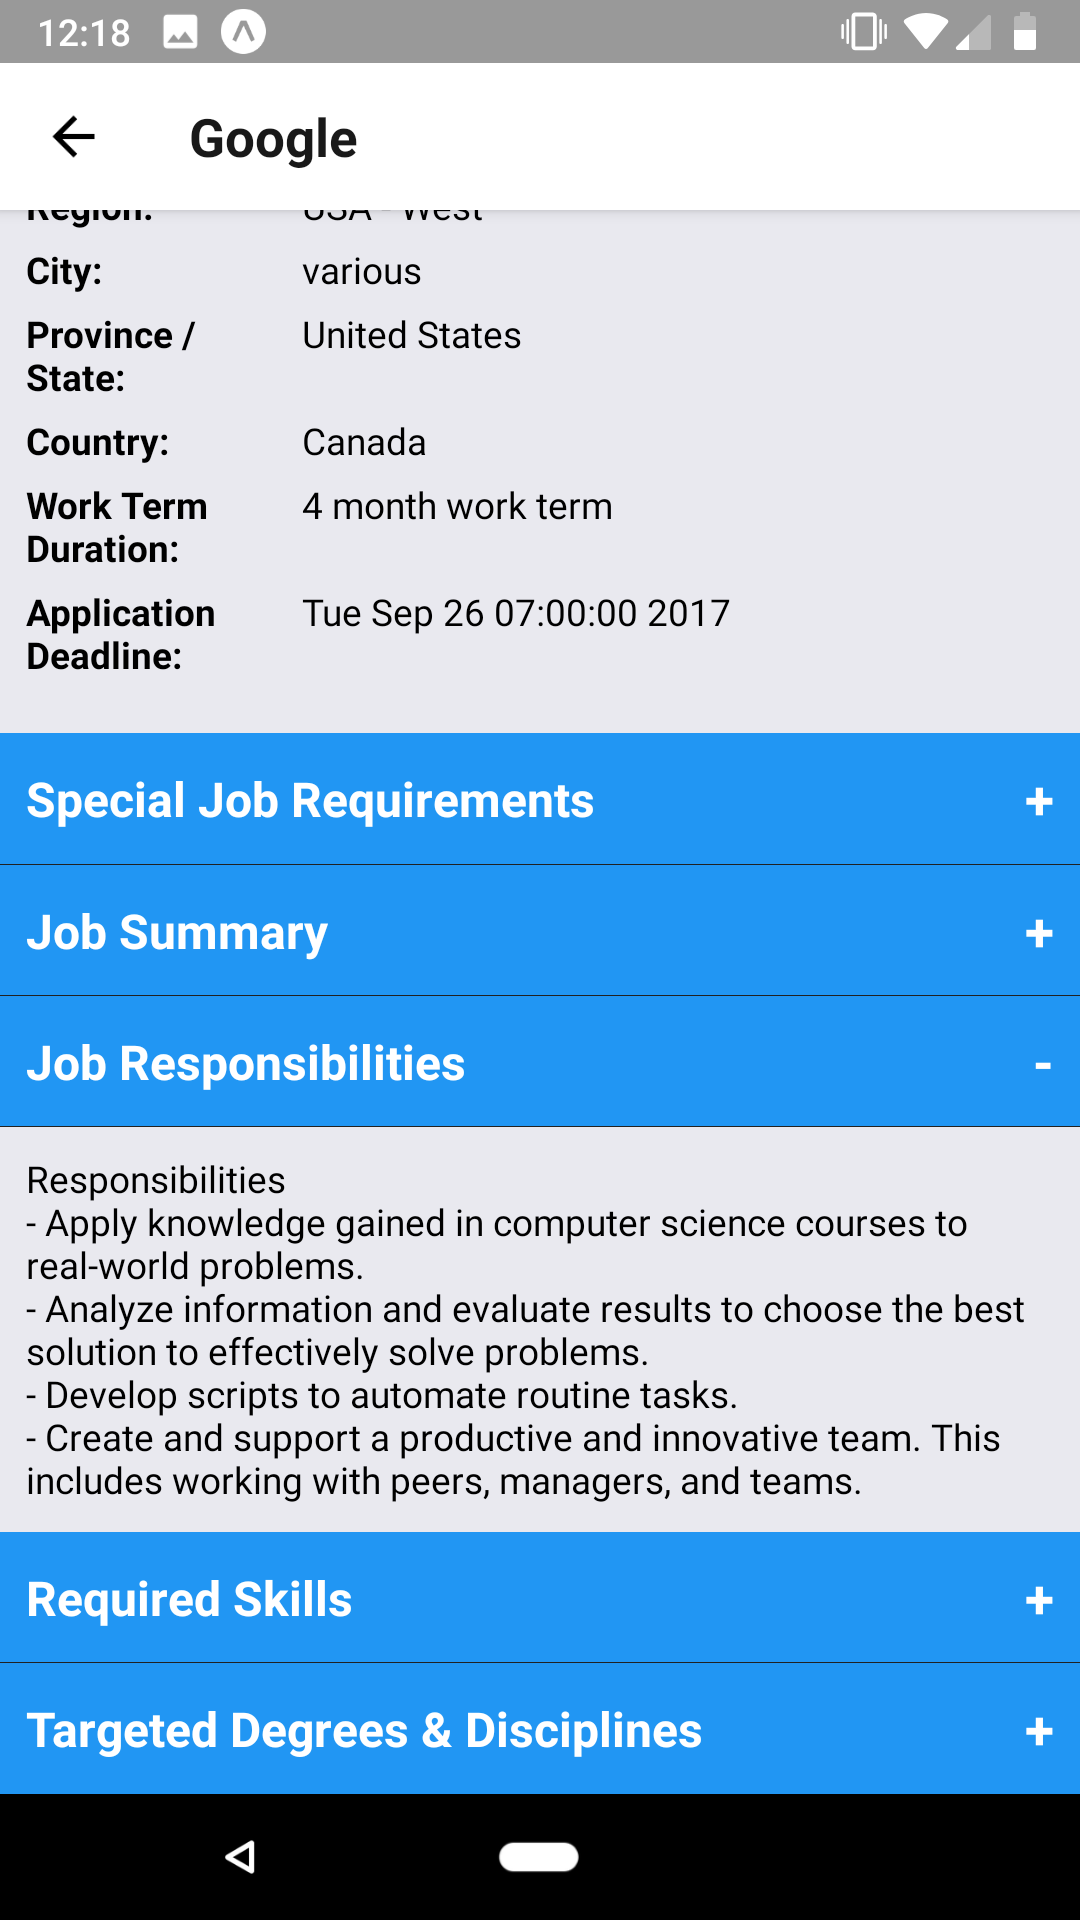 12:18
Google
Region: USA - West
City: various
Province / United States
State:
Country: Canada
Work Term 4 month work term
Duration:
Application Tue Sep 26 07:00:00 2017
Deadline:
Special Job Requirements +
Job Summary +
Job Responsibilities -
Responsibilities
- Apply knowledge gained in computer science courses to
real-world problems.
- Analyze information and evaluate results to choose the best
solution to effectively solve problems.
- Develop scripts to automate routine tasks.
- Create and support a productive and innovative team. This
includes working with peers, managers, and teams.
Required Skills +
Targeted Degrees & Disciplines +